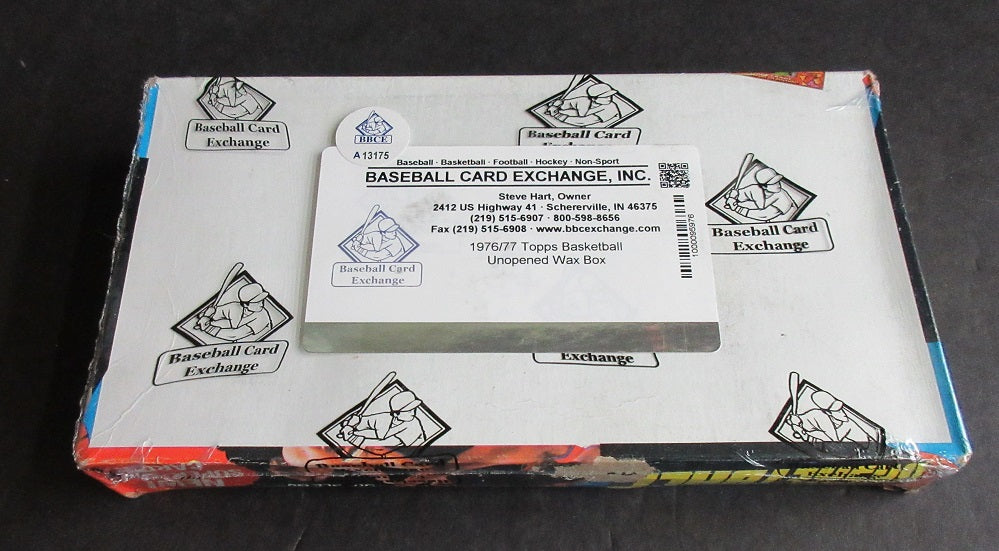 Baseball Card
Exchange
Baseball Card
BBCE
A 13175
Baseball · Basketball · Football · Hockey · Non-Sport
BASEBALL CARD EXCHANGE, INC.
Steve Hart, Owner
2412 US Highway 41 · Schererville, IN 46375
(219) 515-6907 · 800-598-8656
Fax (219) 515-6908 · www.bbcexchange.com
1976/77 Topps Basketball
Unopened Wax Box
Baseball Card
Exchange
1000096976
Baseball Card
Exchange
Baseball Card
Exchange
Exchange
Baseball Card